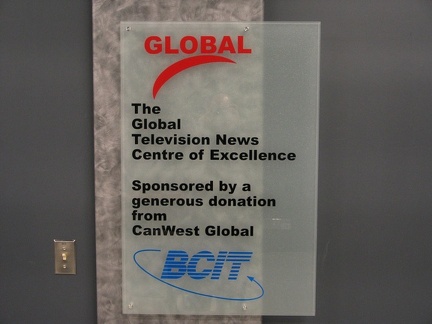 GLOBAL
The
Global
Television News
Centre of Excellence
Sponsored by a
generous donation
from
CanWest Global
BCIT